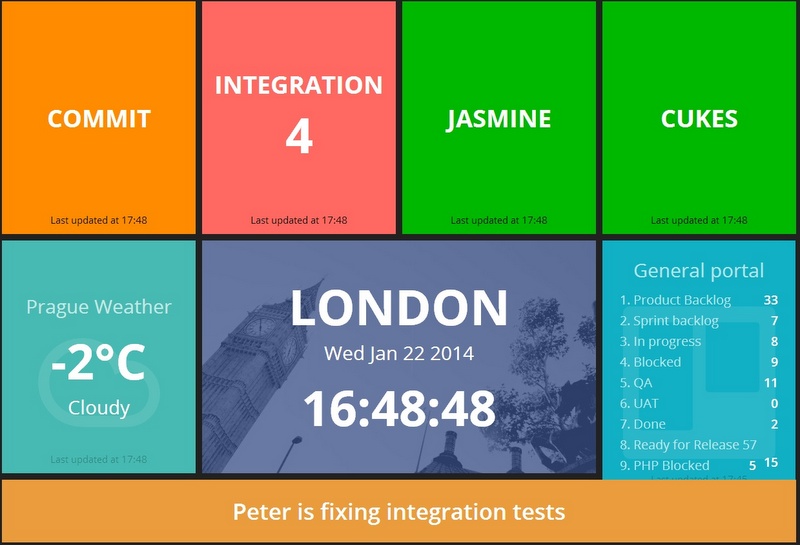 COMMIT
Last updated at 17:48
INTEGRATION
4
Last updated at 17:48
JASMINE
Last updated at 17:48
CUKES
Last updated at 17:48
Prague Weather
-2°C
Cloudy
Last updated at 17:48
LONDON
Wed Jan 22 2014
16:48:48
General portal
1. Product Backlog 33
2. Sprint backlog 7
3. In progress 8
4. Blocked 9
5. QA 11
6. UAT 0
7. Done 2
8. Ready for Release 57
9. PHP Blocked 5 15
Peter is fixing integration tests